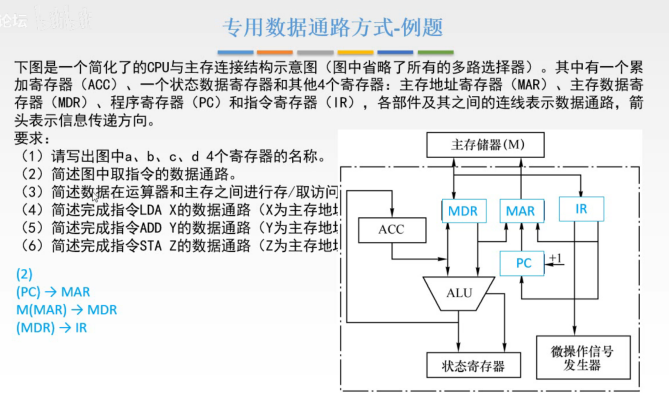 专用数据通路方式-例题
下图是一个简化了的CPU与主存连接结构示意图（图中省略了所有的多路选择器）。其中有一个累
加寄存器（ACC）、一个状态数据寄存器和其他4个寄存器：主存地址寄存器（MAR）、主存数据寄
存器（MDR）、程序寄存器（PC）和指令寄存器（IR），各部件及其之间的连线表示数据通路，箭
头表示信息传递方向。
要求：
（1）请写出图中a、b、c、d 4个寄存器的名称。
（2）简述图中取指令的数据通路。
（3）简述数据在运算器和主存之间进行存/取访问
（4）简述完成指令LDA X的数据通路（X为主存地址
（5）简述完成指令ADD Y的数据通路（Y为主存地址
（6）简述完成指令STA Z的数据通路（Z为主存地址
(2)
(PC) → MAR
M(MAR) → MDR
(MDR) → IR
主存储器(M)
MDR
MAR
IR
ACC
PC
+1
ALU
状态寄存器
微操作信号
发生器